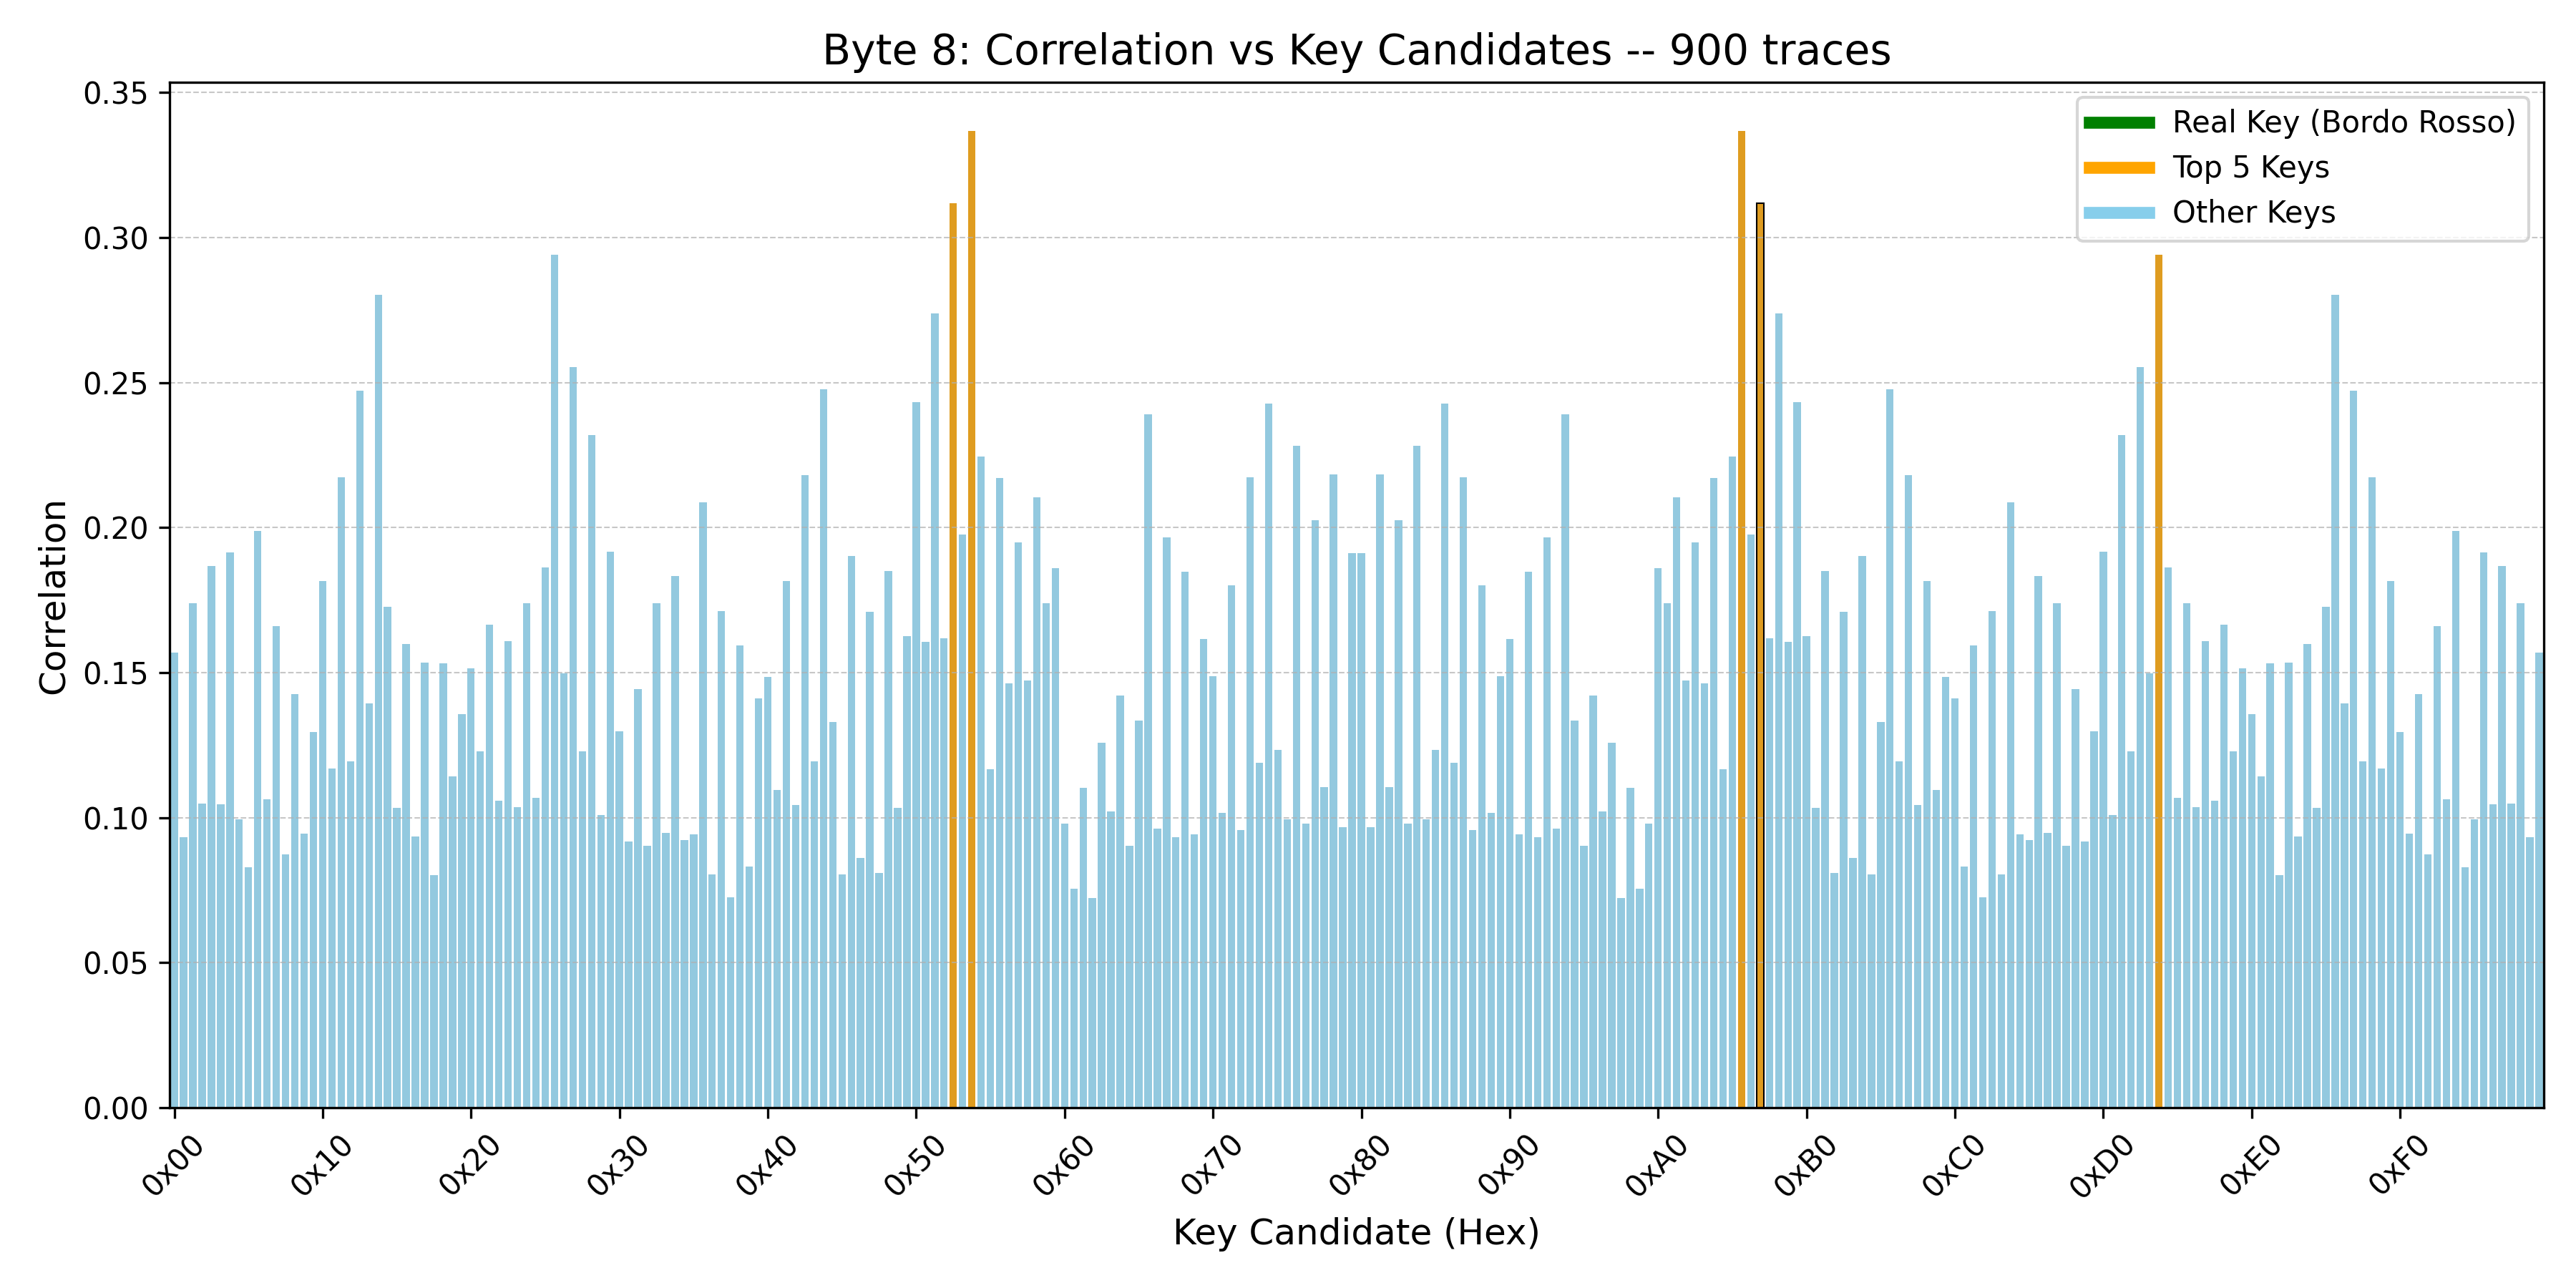 Byte 8: Correlation vs Key Candidates -- 900 traces
Real Key (Bordo Rosso)
Top 5 Keys
Other Keys
Correlation
0.35
0.30
0.25
0.20
0.15
0.10
0.05
0.00
0x00 0x10 0x20 0x30 0x40 0x50 0x60 0x70 0x80 0x90 0xA0 0xB0 0xC0 0xD0 0xE0 0xF0
Key Candidate (Hex)